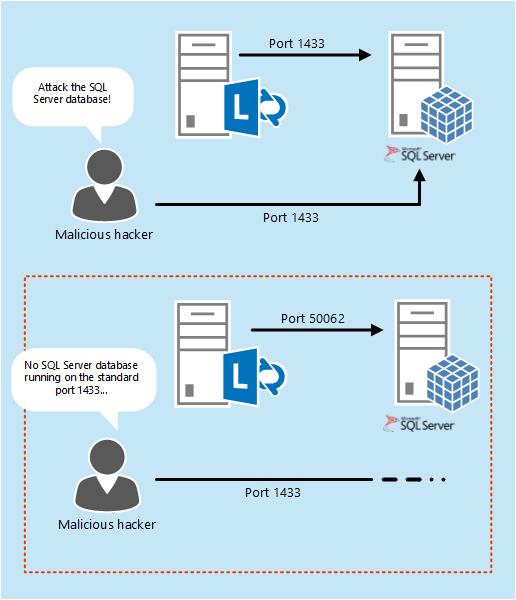 Port 1433
Attack the SQL
Server database!
L
Microsoft
SQL Server
Port 1433
Malicious hacker
Port 50062
No SQL Server database
running on the standard
port 1433...
L
Microsoft
SQL Server
Port 1433
Malicious hacker